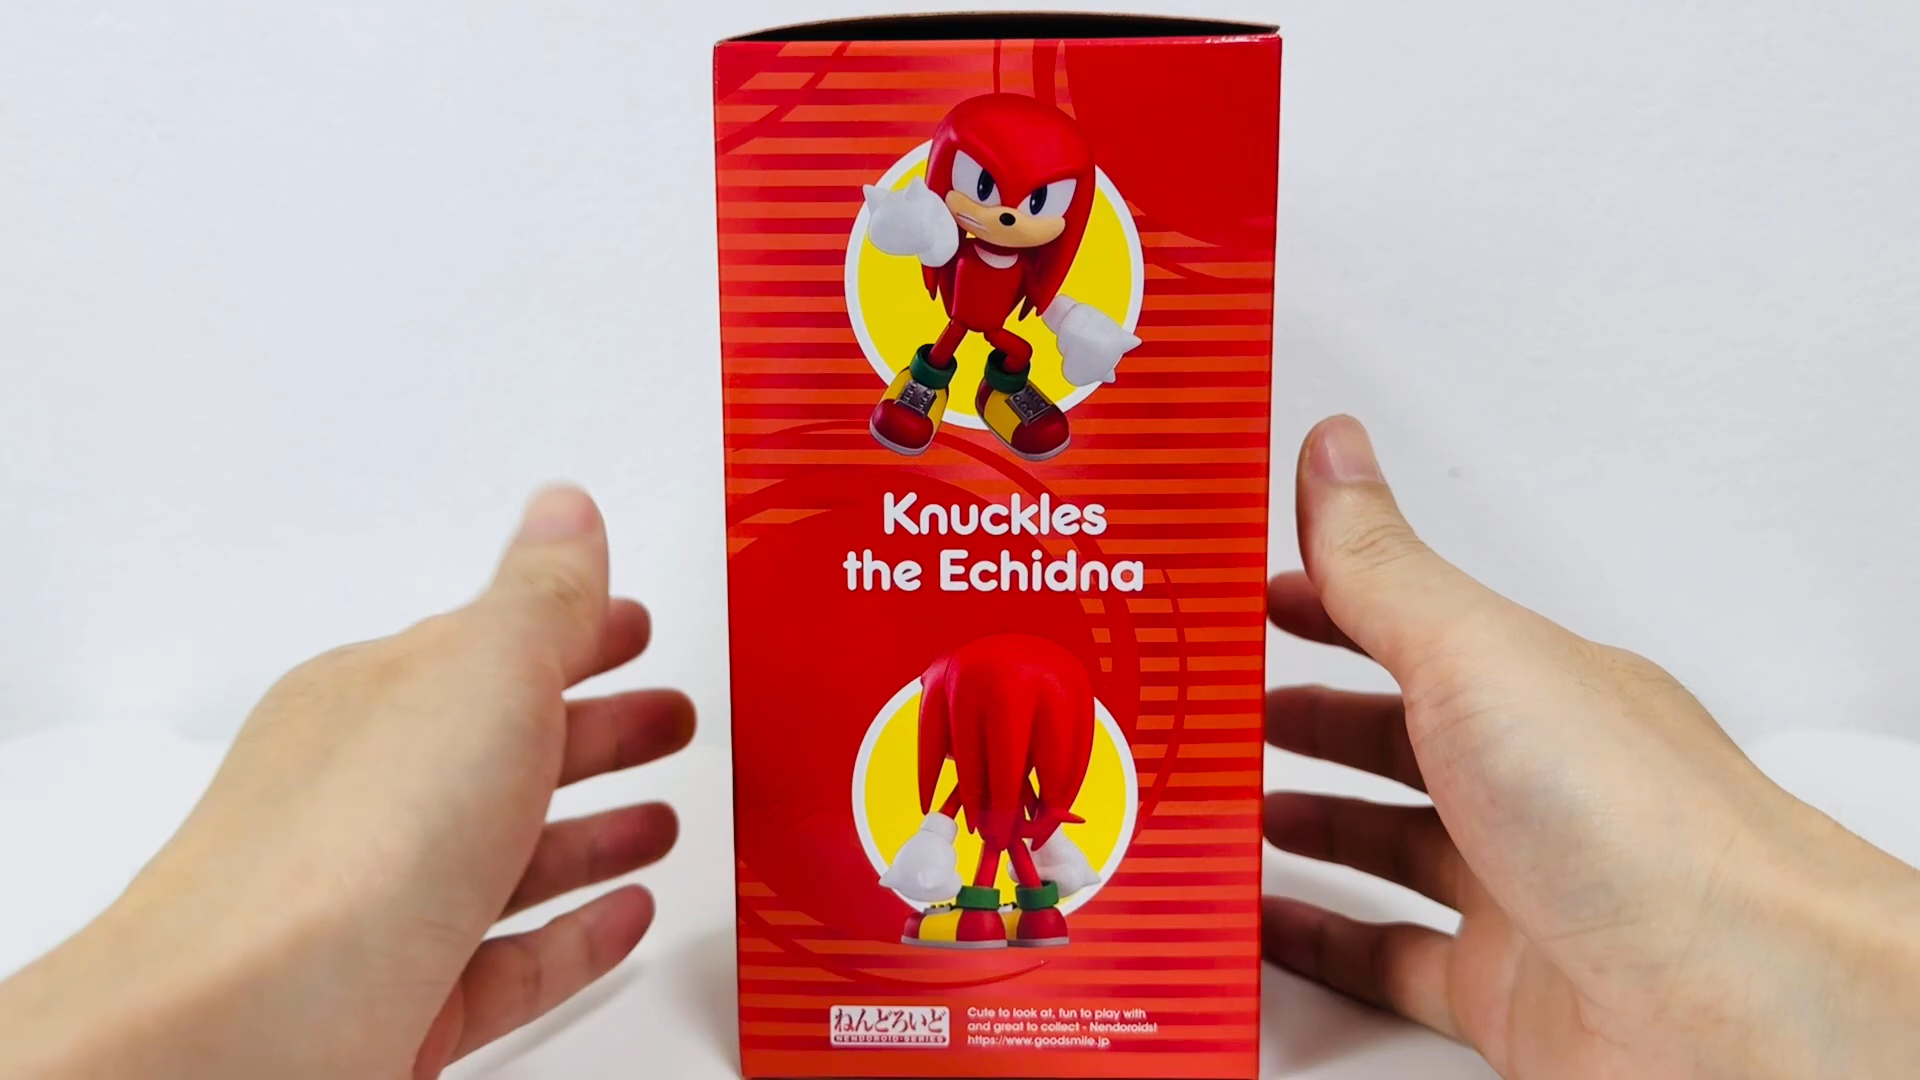 Knuckles
the Echidna
ねんどろいど
NENDOROID•SERIES
Cute to look at, fun to play with
and great to collect - Nendoroids!
https://www.goodsmile.jp